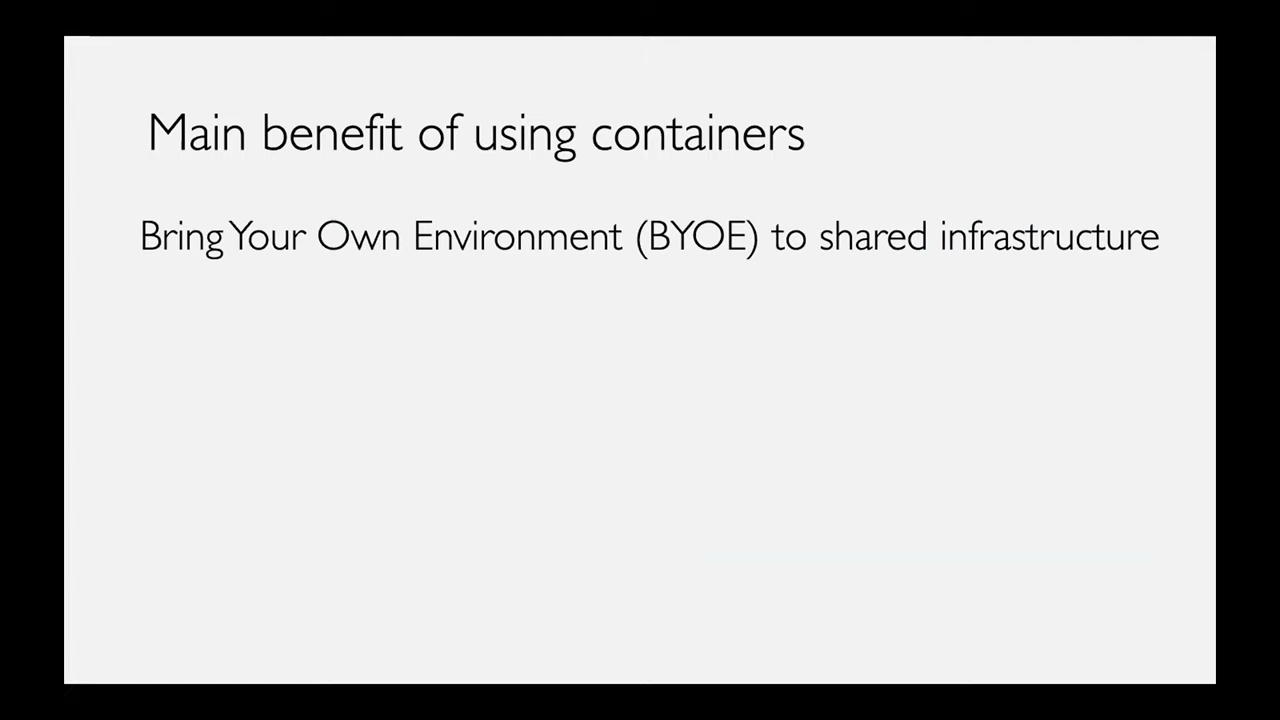 Main benefit of using containers
Bring Your Own Environment (BYOE) to shared infrastructure